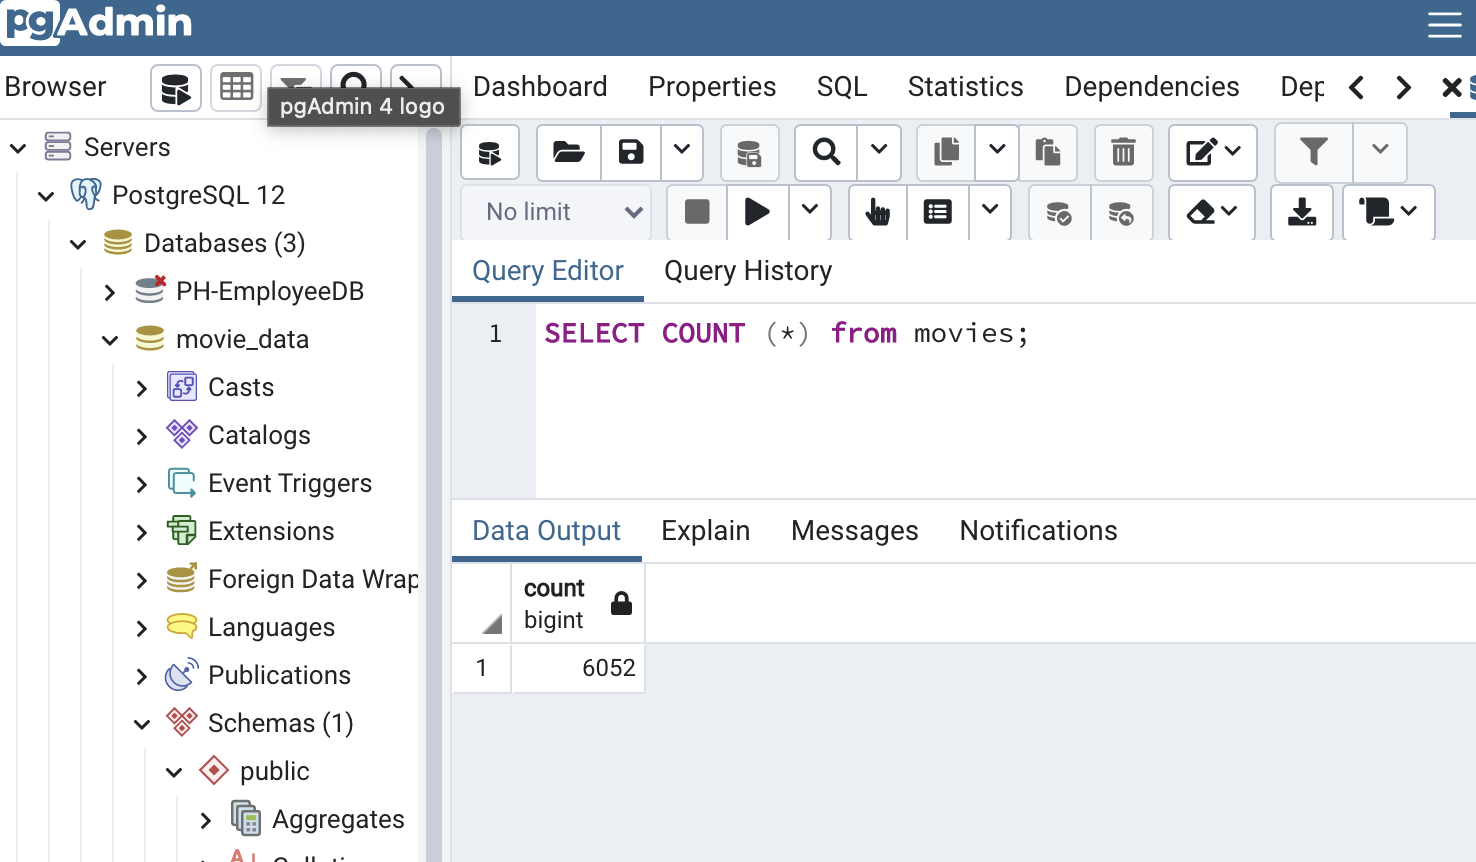 pgAdmin
Browser
pgAdmin 4 logo
Dashboard
Properties
SQL
Statistics
Dependencies
Dep
Servers
PostgreSQL 12
Databases (3)
PH-EmployeeDB
movie_data
Casts
Catalogs
Event Triggers
Extensions
Foreign Data Wrap
Languages
Publications
Schemas (1)
public
Aggregates
No limit
Query Editor
Query History
1 SELECT COUNT (*) from movies;
Data Output
Explain
Messages
Notifications
count
bigint
1 6052